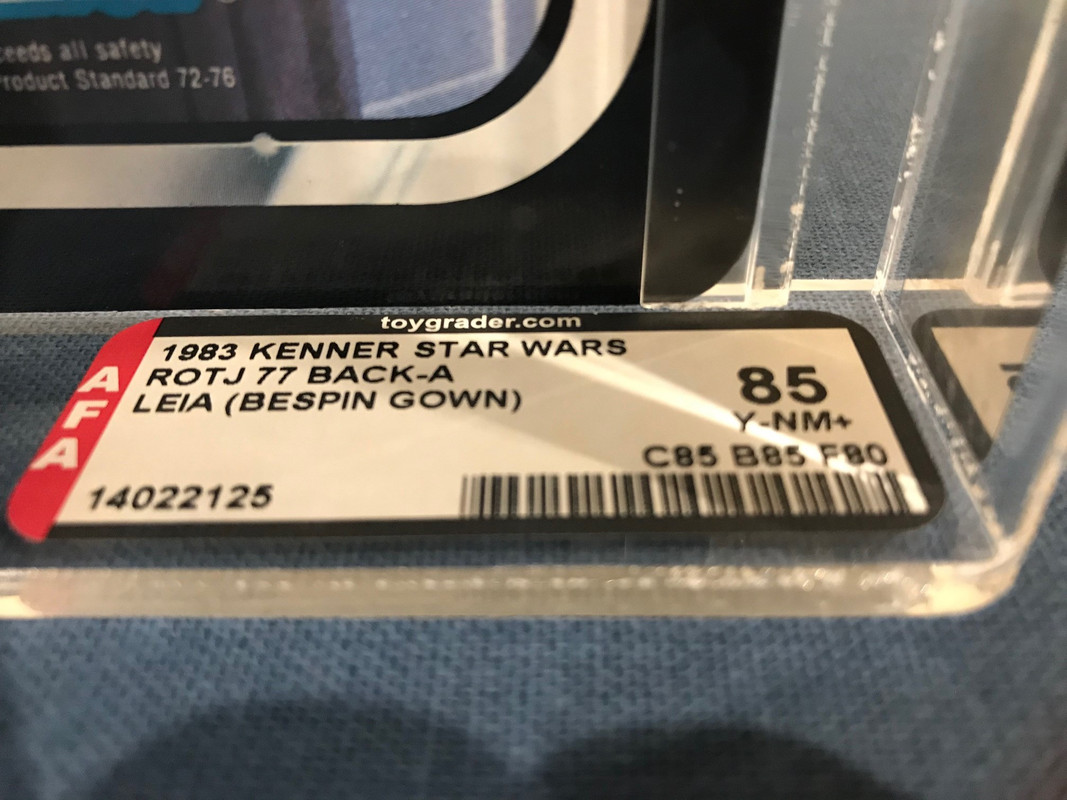 ceeds all safety
Product Standard 72-76
toygrader.com
AFA
1983 KENNER STAR WARS
ROTJ 77 BACK-A
LEIA (BESPIN GOWN)
85
Y-NM+
C85 B85 F80
14022125